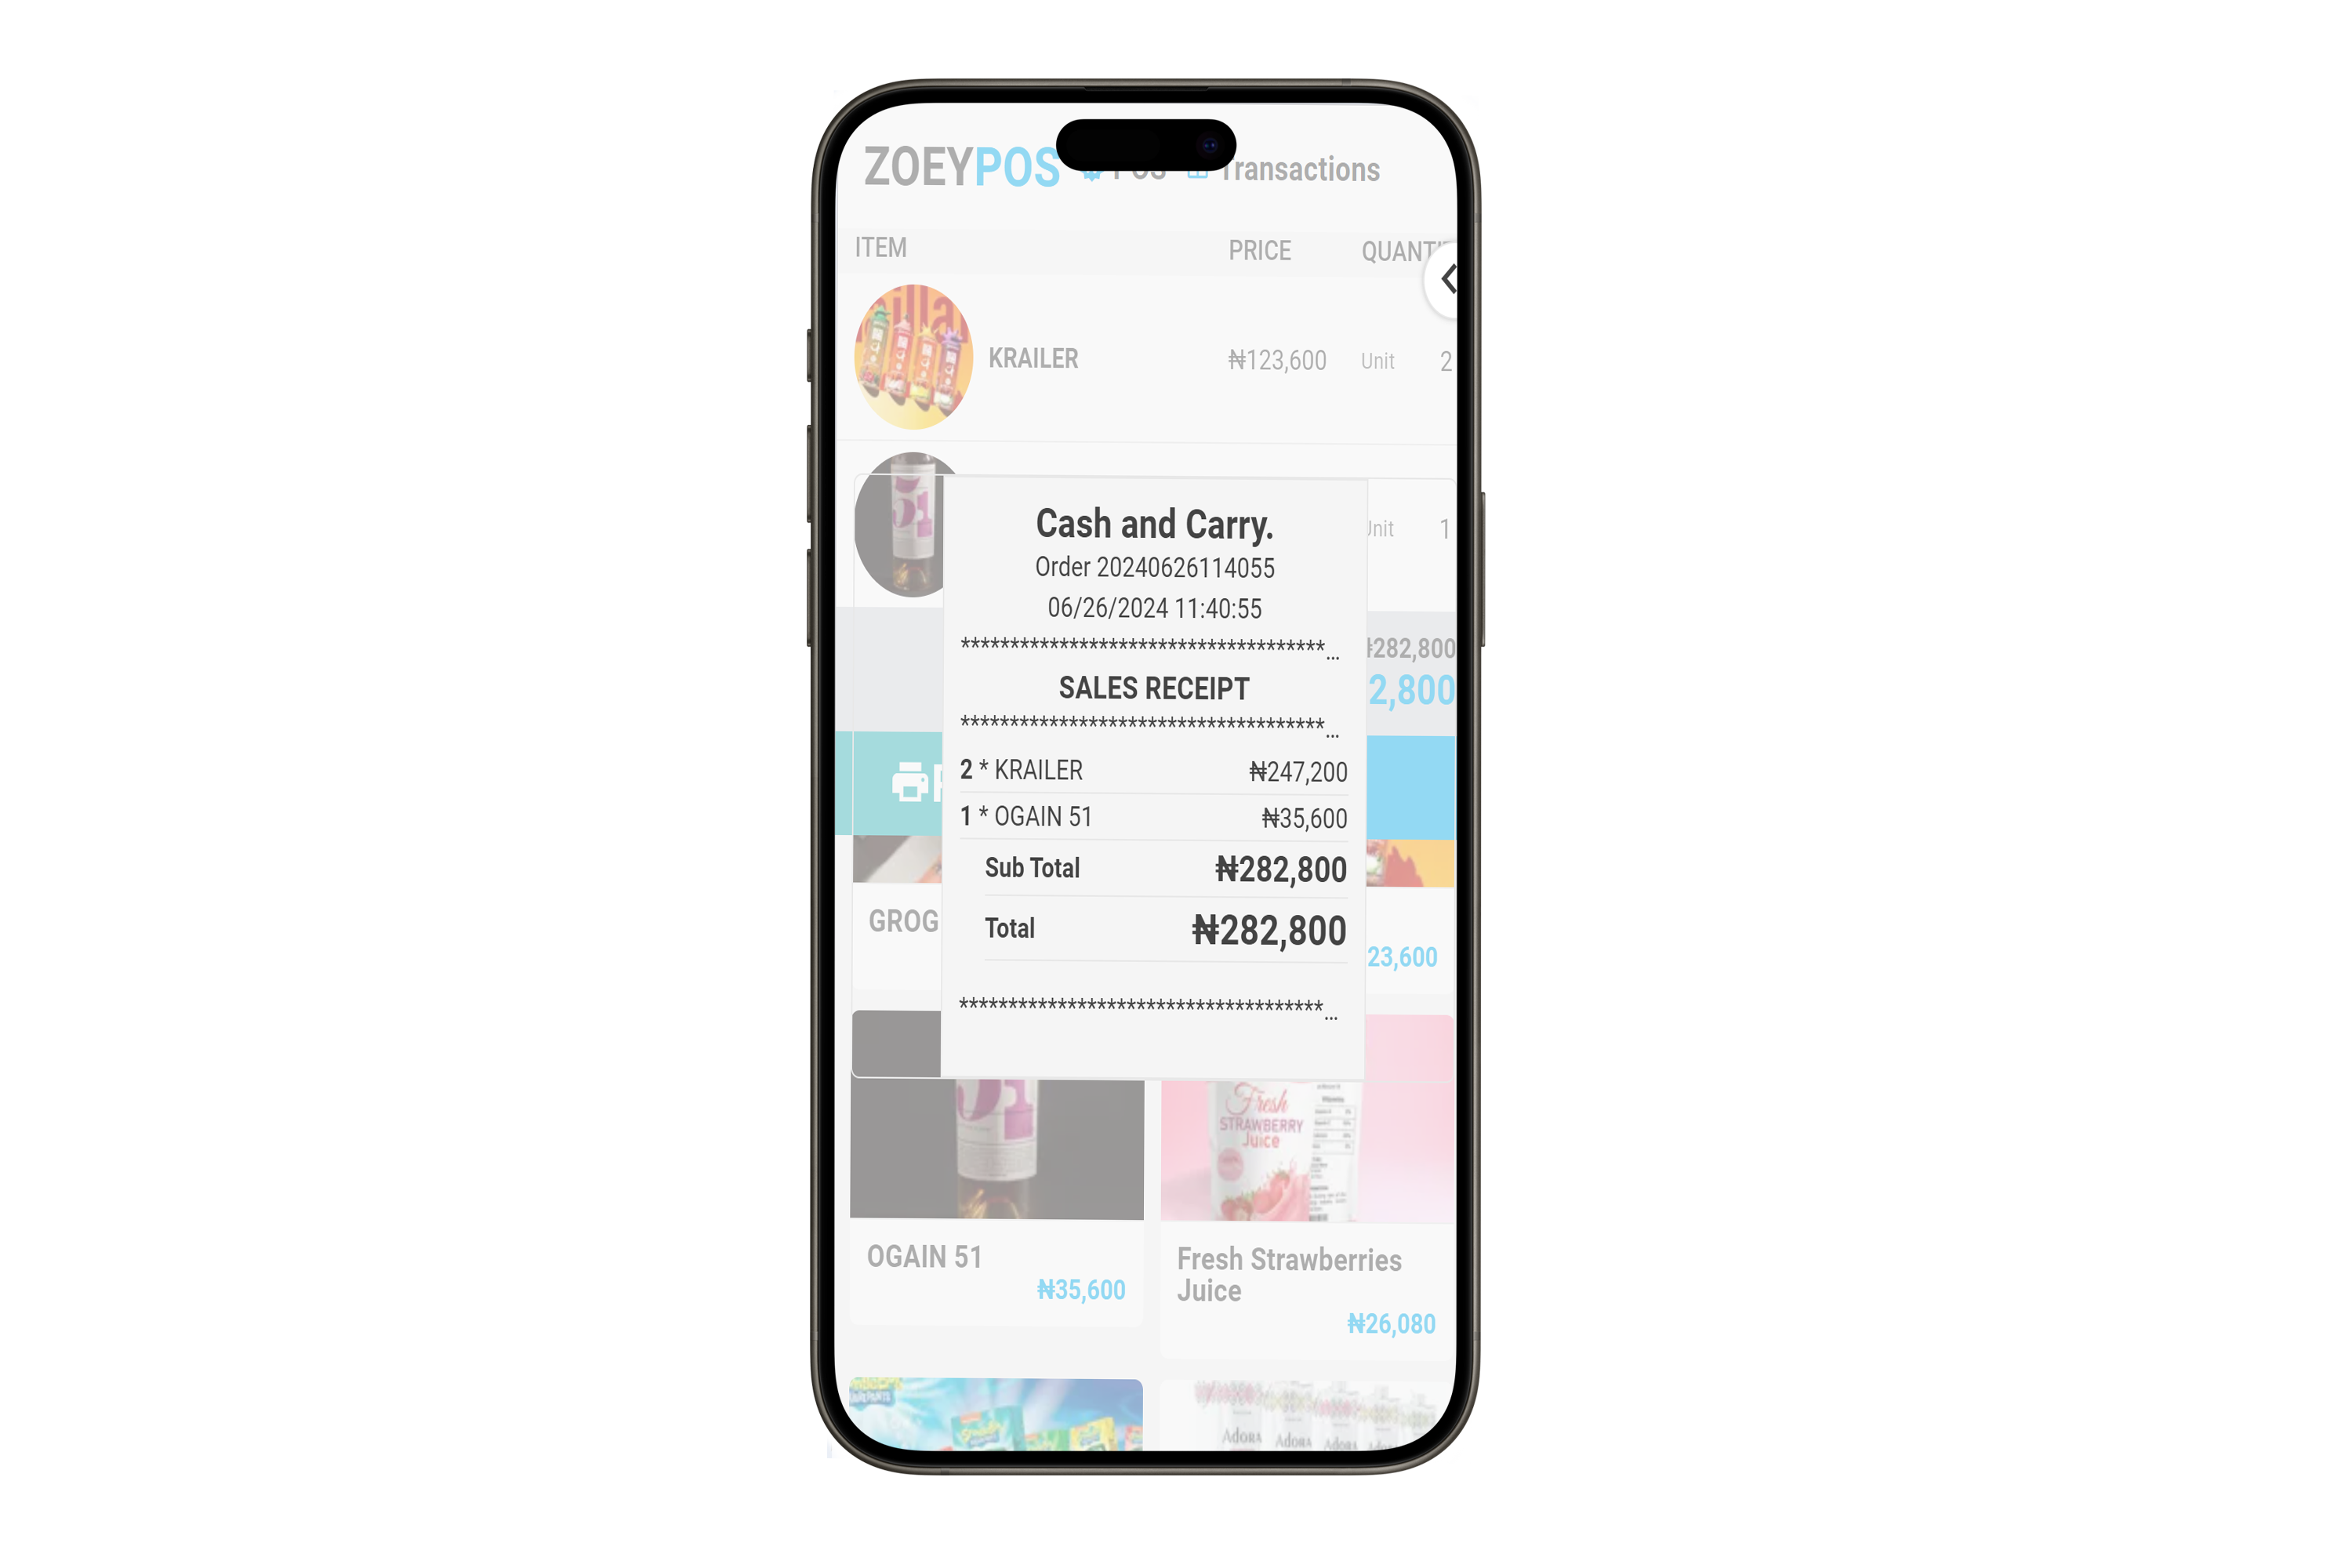 ZOEYPOS POS Transactions
ITEM PRICE QUANTIT
KRAILER ₦123,600 Unit 2
51
Unit 1
Cash and Carry.
Order 20240626114055
06/26/2024 11:40:55
*************************************...
₦282,800
SALES RECEIPT
2,800
*************************************...
2 * KRAILER ₦247,200
1 * OGAIN 51 ₦35,600
Sub Total ₦282,800
GROG
Total ₦282,800
23,600
*************************************...
51
Fresh
STRAWBERRY
Juice
OGAIN 51
₦35,600
Fresh Strawberries
Juice
₦26,080
ADORA ADORA ADORA